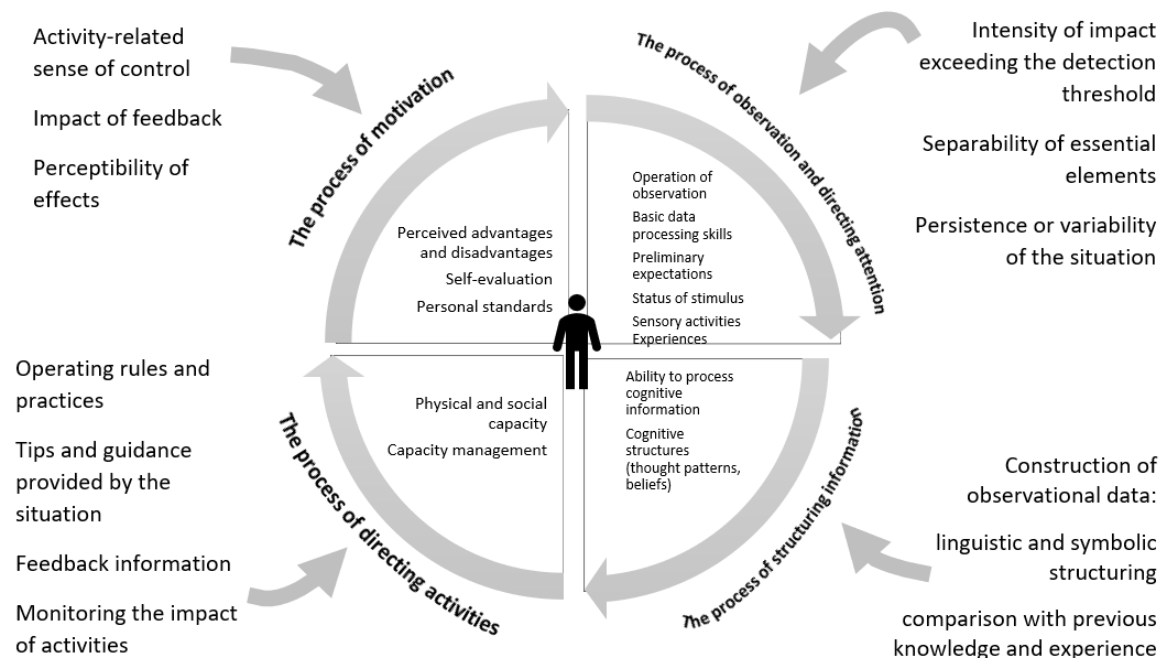 Activity-related
sense of control
Impact of feedback
Perceptibility of
effects
The process of motivation
Perceived advantages
and disadvantages
Self-evaluation
Personal standards
The process of observation and directing attention
Operation of
observation
Basic data
processing skills
Preliminary
expectations
Status of stimulus
Sensory activities
Experiences
Intensity of impact
exceeding the detection
threshold
Separability of essential
elements
Persistence or variability
of the situation
Operating rules and
practices
Tips and guidance
provided by the
situation
Feedback information
Monitoring the impact
of activities
The process of directing activities
Physical and social
capacity
Capacity management
Ability to process
cognitive
information
Cognitive
structures
(thought patterns,
beliefs)
The process of structuring information
Construction of
observational data:
linguistic and symbolic
structuring
comparison with previous
knowledge and experience